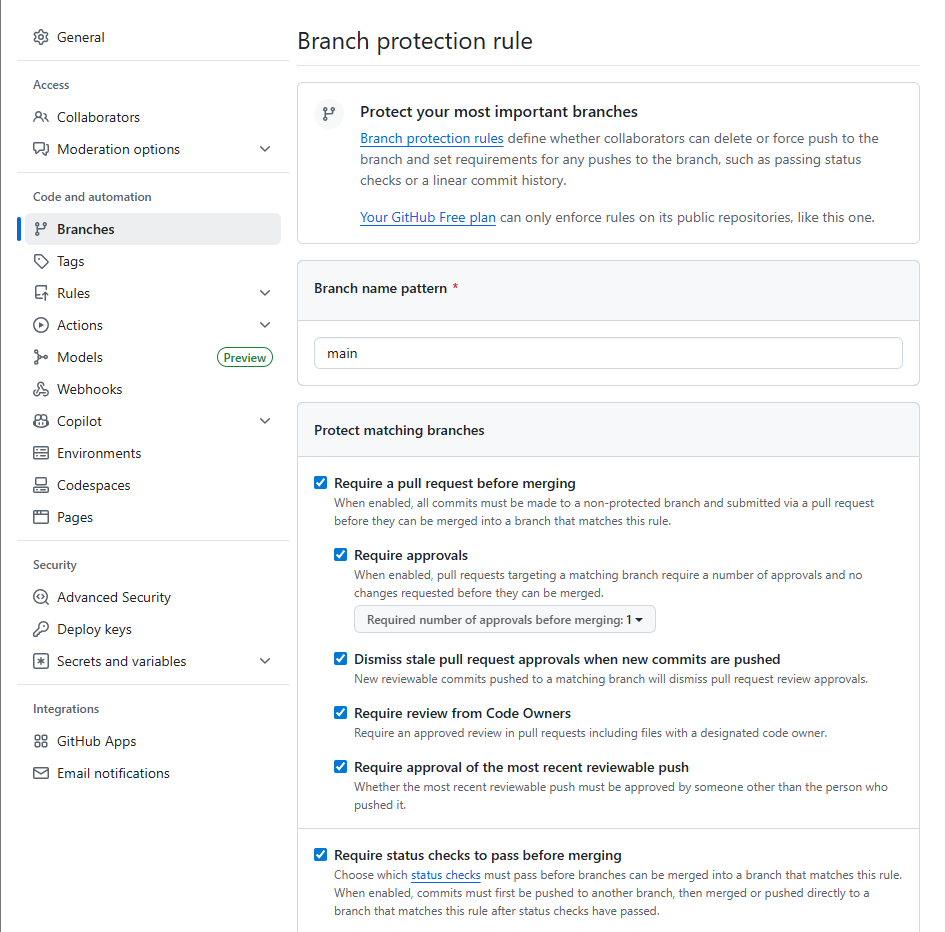 General
Access
Collaborators
Moderation options
Code and automation
Branches
Tags
Rules
Actions
Models
Preview
Webhooks
Copilot
Environments
Codespaces
Pages
Security
Advanced Security
Deploy keys
Secrets and variables
Integrations
GitHub Apps
Email notifications
Branch protection rule
Protect your most important branches
Branch protection rules define whether collaborators can delete or force push to the
branch and set requirements for any pushes to the branch, such as passing status
checks or a linear commit history.
Your GitHub Free plan can only enforce rules on its public repositories, like this one.
Branch name pattern *
main
Protect matching branches
Require a pull request before merging
When enabled, all commits must be made to a non-protected branch and submitted via a pull request
before they can be merged into a branch that matches this rule.
Require approvals
When enabled, pull requests targeting a matching branch require a number of approvals and no
changes requested before they can be merged.
Required number of approvals before merging: 1
Dismiss stale pull request approvals when new commits are pushed
New reviewable commits pushed to a matching branch will dismiss pull request review approvals.
Require review from Code Owners
Require an approved review in pull requests including files with a designated code owner.
Require approval of the most recent reviewable push
Whether the most recent reviewable push must be approved by someone other than the person who
pushed it.
Require status checks to pass before merging
Choose which status checks must pass before branches can be merged into a branch that matches this rule.
When enabled, commits must first be pushed to another branch, then merged or pushed directly to a
branch that matches this rule after status checks have passed.